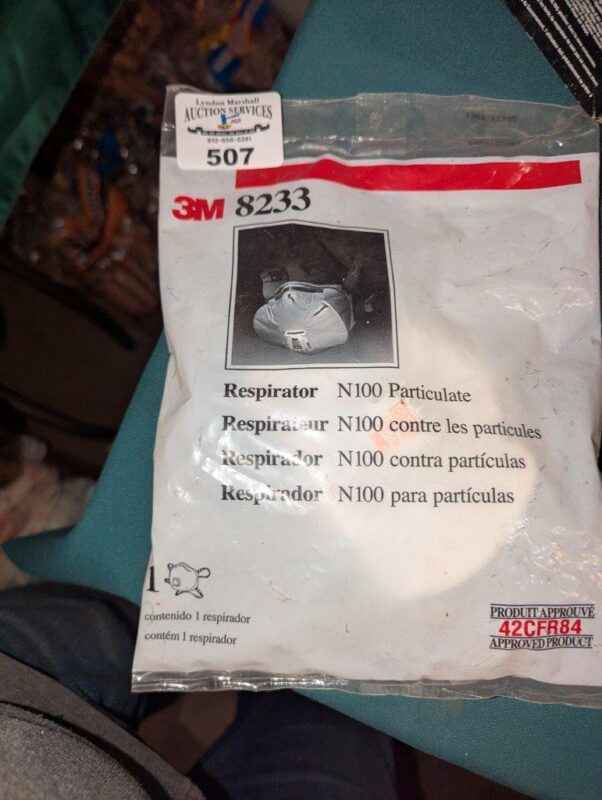 Lyndon Marshall
AUCTION SERVICES
507
3M 8233
Respirator N100 Particulate
Respirateur N100 contre les particules
Respirador N100 contra partículas
Respirador N100 para partículas
1
contenido 1 respirador
contém 1 respirador
PRODUIT APPROUVÉ
42CFR84
APPROVED PRODUCT